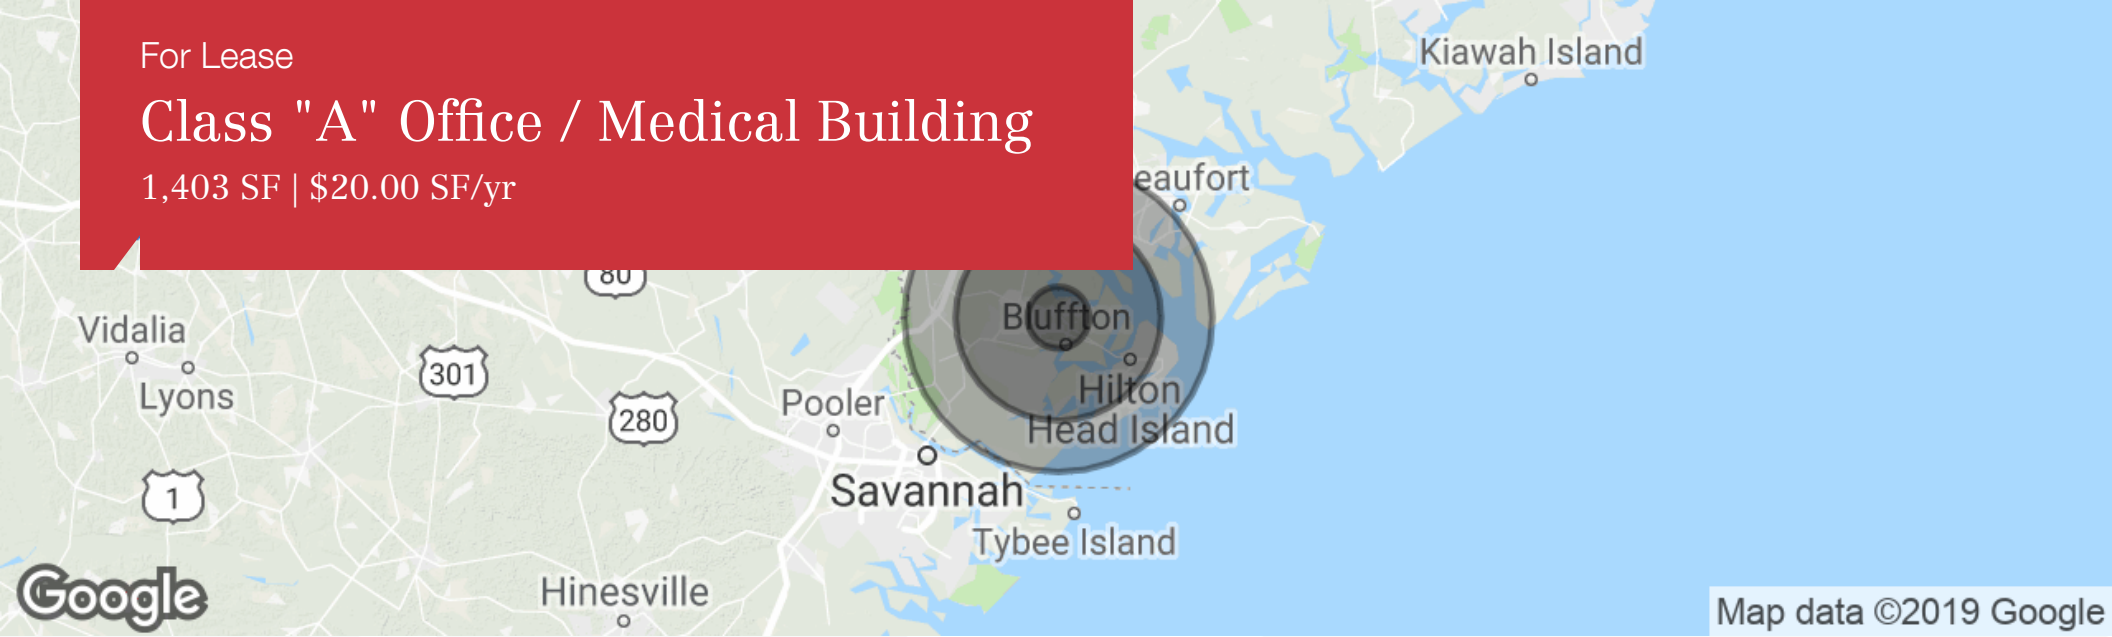 For Lease
Class "A" Office / Medical Building
1,403 SF | $20.00 SF/yr
Kiawah Island
eaufort
80
Bluffton
Vidalia
Lyons
301
280
Pooler
Hilton
Head Island
1
Savannah
Tybee Island
Hinesville
Google
Map data ©2019 Google